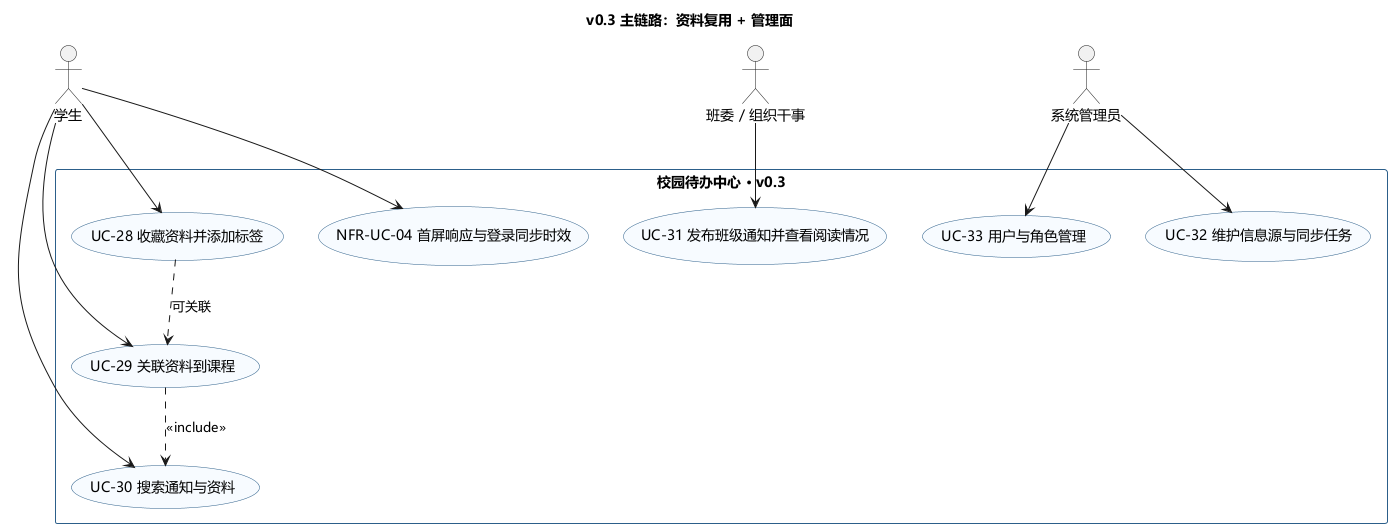 v0.3 主链路：资料复用 + 管理面
学生
班委 / 组织干事
系统管理员
校园待办中心 • v0.3
UC-28 收藏资料并添加标签
NFR-UC-04 首屏响应与登录同步时效
UC-31 发布班级通知并查看阅读情况
UC-33 用户与角色管理
UC-32 维护信息源与同步任务
可关联
UC-29 关联资料到课程
«include»
UC-30 搜索通知与资料